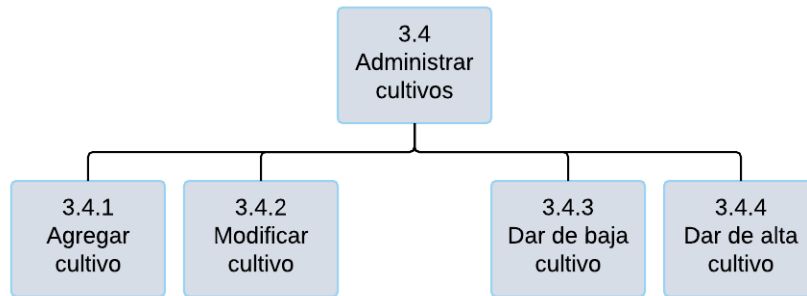 3.4
Administrar
cultivos
3.4.1
Agregar
cultivo
3.4.2
Modificar
cultivo
3.4.3
Dar de baja
cultivo
3.4.4
Dar de alta
cultivo